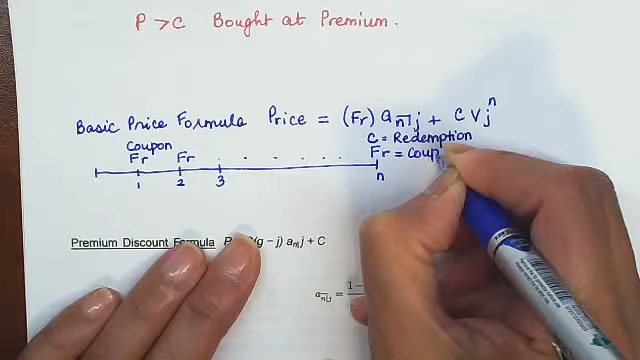 P > C Bought at Premium.
Basic Price Formula Price = (Fr) a n⌉ j + C V j^n
Coupon C = Redemption
Fr Fr . . . . . Fr = Coup
1 2 3 n
Premium Discount Formula (g – j) a n⌉ j + C
a n⌉ j = 1 –